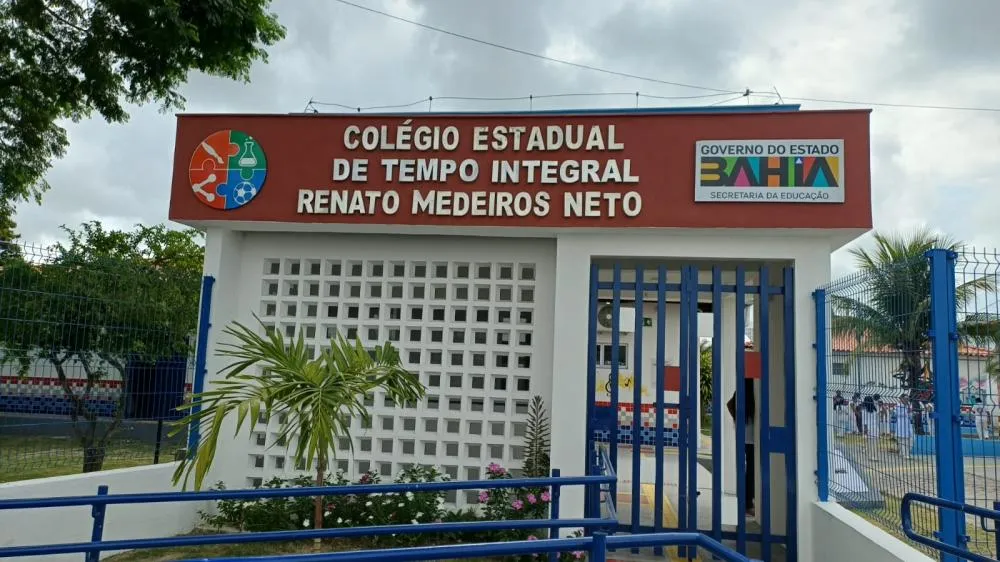 COLÉGIO ESTADUAL
DE TEMPO INTEGRAL
RENATO MEDEIROS NETO
GOVERNO DO ESTADO
BAHIA
SECRETARIA DA EDUCAÇÃO